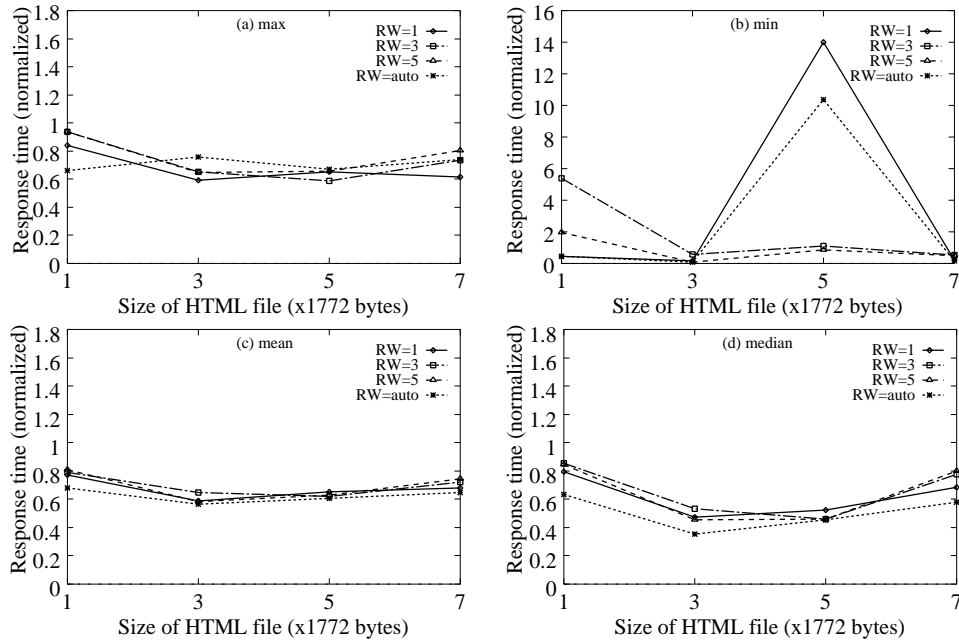 (a) max
RW=1
RW=3
RW=5
RW=auto
Response time (normalized)
1.8
1.6
1.4
1.2
1
0.8
0.6
0.4
0.2
0
1 3 5 7
Size of HTML file (x1772 bytes)
(b) min
RW=1
RW=3
RW=5
RW=auto
Response time (normalized)
16
14
12
10
8
6
4
2
0
1 3 5 7
Size of HTML file (x1772 bytes)
(c) mean
RW=1
RW=3
RW=5
RW=auto
Response time (normalized)
1.8
1.6
1.4
1.2
1
0.8
0.6
0.4
0.2
0
1 3 5 7
Size of HTML file (x1772 bytes)
(d) median
RW=1
RW=3
RW=5
RW=auto
Response time (normalized)
1.8
1.6
1.4
1.2
1
0.8
0.6
0.4
0.2
0
1 3 5 7
Size of HTML file (x1772 bytes)